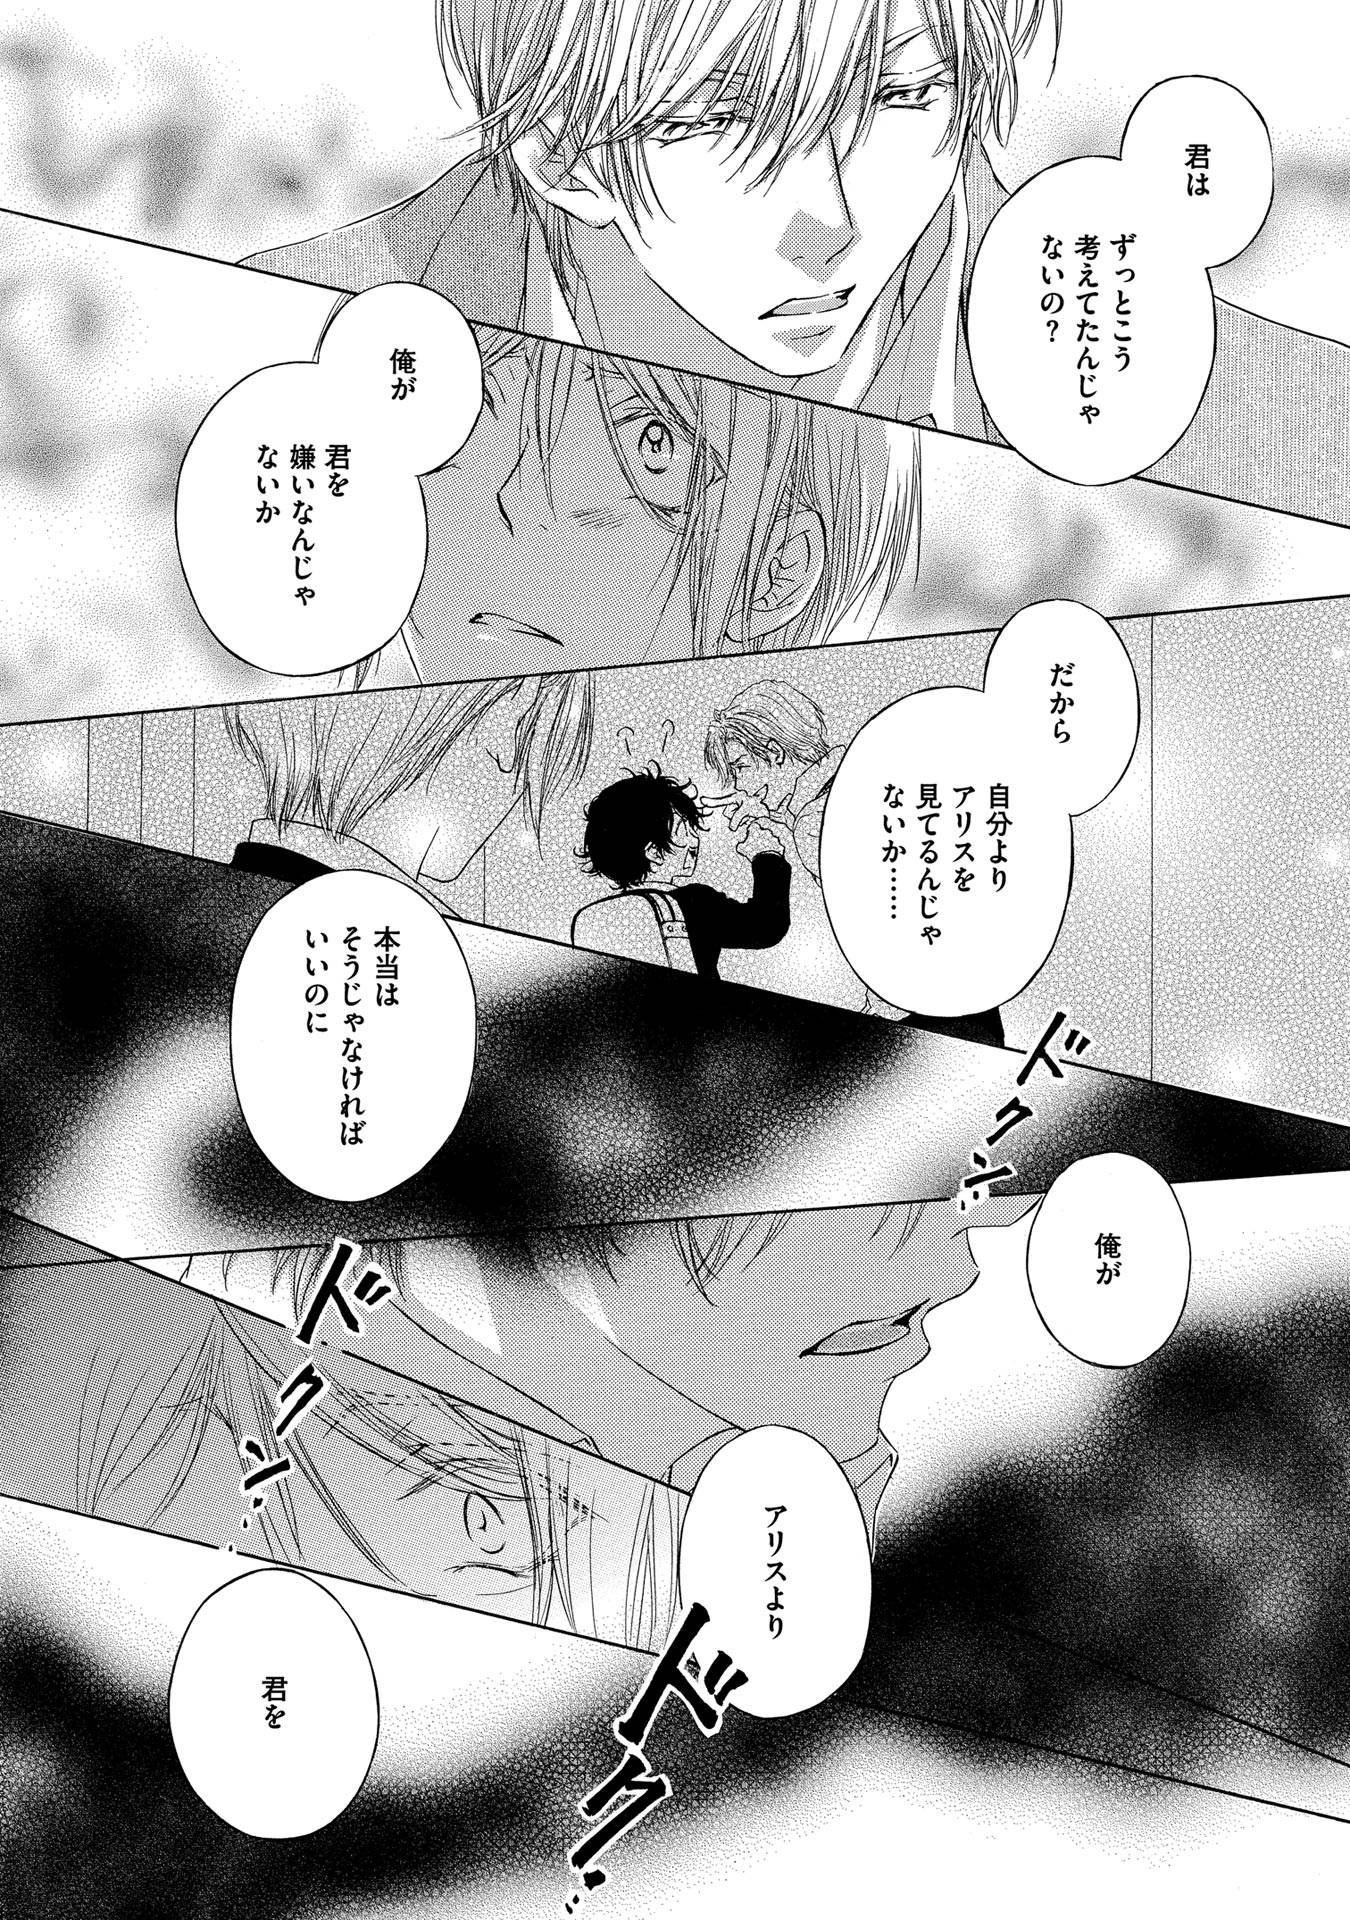 君は
ずっとこう
考えてたんじゃ
ないの？
俺が
君を
嫌いなんじゃ
ないか
だから
自分より
アリスを
見てるんじゃ
ないか……
？
？
本当は
そうじゃなければ
いいのに
ドクン…
俺が
ドクン…
アリスより
ドクン…
君を